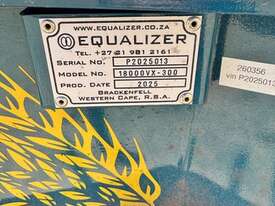 www.equalizer.co.za
EQUALIZER
TEL. +27 21 981 2161
SERIAL NO. P2025013
MODEL NO. 18000VX-300
PROD. DATE 2025
BRACKENFELL
WESTERN CAPE, R.S.A.
260356
vin P2025013